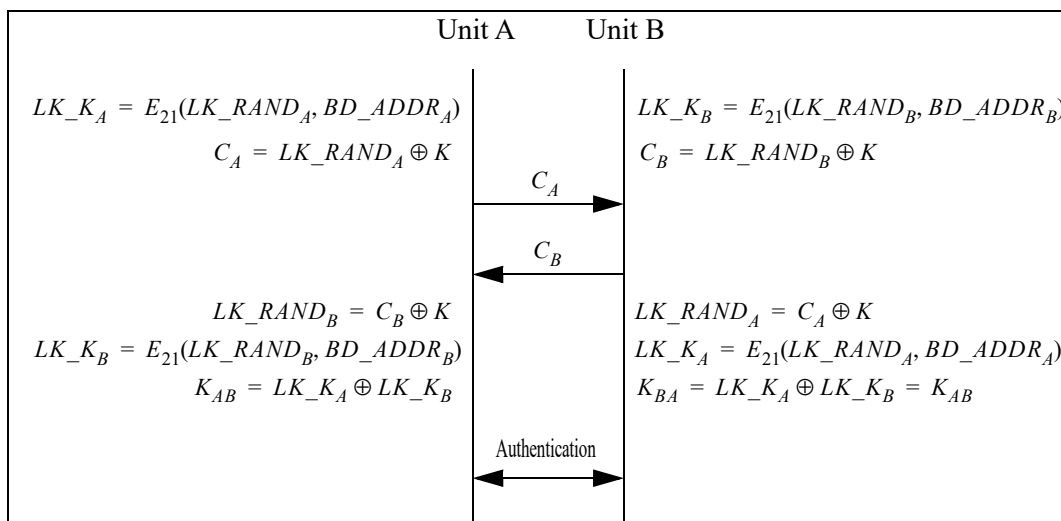 Unit A Unit B
LK_K_A = E_21(LK_RAND_A, BD_ADDR_A) LK_K_B = E_21(LK_RAND_B, BD_ADDR_B)
C_A = LK_RAND_A ⊕ K C_B = LK_RAND_B ⊕ K
C_A
C_B
LK_RAND_B = C_B ⊕ K LK_RAND_A = C_A ⊕ K
LK_K_B = E_21(LK_RAND_B, BD_ADDR_B) LK_K_A = E_21(LK_RAND_A, BD_ADDR_A)
K_AB = LK_K_A ⊕ LK_K_B K_BA = LK_K_A ⊕ LK_K_B = K_AB
Authentication